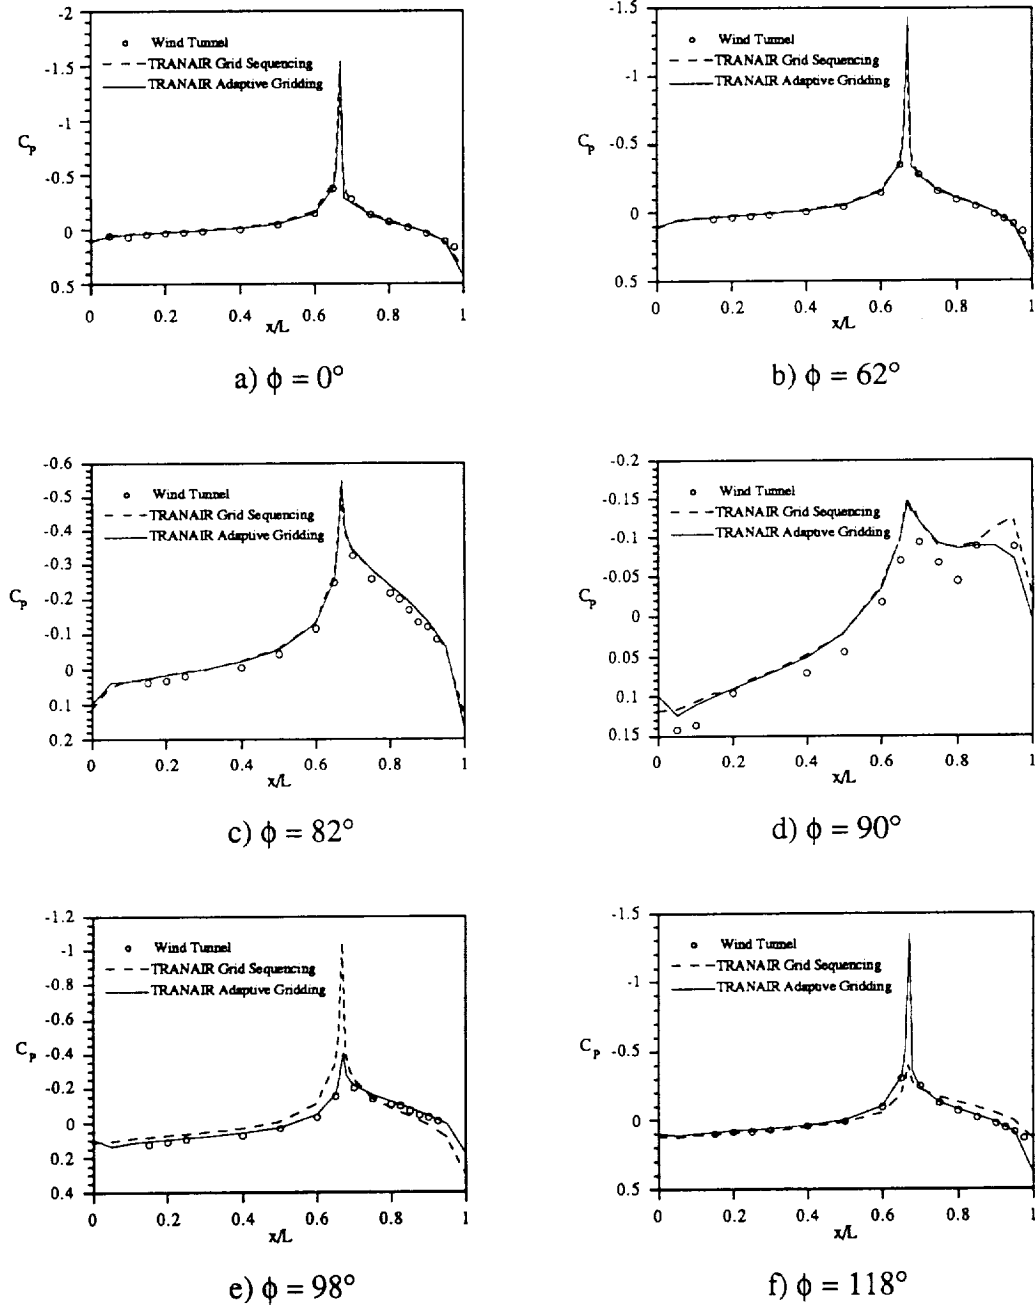 -2
-1.5
-1
-0.5
0
0.5
C_P
Wind Tunnel
TRANAIR Grid Sequencing
TRANAIR Adaptive Gridding
0 0.2 0.4 0.6 0.8 1
x/L
a) ϕ = 0°
-1.5
-1
-0.5
0
0.5
C_P
Wind Tunnel
TRANAIR Grid Sequencing
TRANAIR Adaptive Gridding
0 0.2 0.4 0.6 0.8 1
x/L
b) ϕ = 62°
-0.6
-0.5
-0.4
-0.3
-0.2
-0.1
0
0.1
0.2
C_P
Wind Tunnel
TRANAIR Grid Sequencing
TRANAIR Adaptive Gridding
0 0.2 0.4 0.6 0.8 1
x/L
c) ϕ = 82°
-0.2
-0.15
-0.1
-0.05
0
0.05
0.1
0.15
C_P
Wind Tunnel
TRANAIR Grid Sequencing
TRANAIR Adaptive Gridding
0 0.2 0.4 0.6 0.8 1
x/L
d) ϕ = 90°
-1.2
-1
-0.8
-0.6
-0.4
-0.2
0
0.2
0.4
C_P
Wind Tunnel
TRANAIR Grid Sequencing
TRANAIR Adaptive Gridding
0 0.2 0.4 0.6 0.8 1
x/L
e) ϕ = 98°
-1.5
-1
-0.5
0
0.5
C_P
Wind Tunnel
TRANAIR Grid Sequencing
TRANAIR Adaptive Gridding
0 0.2 0.4 0.6 0.8 1
x/L
f) ϕ = 118°